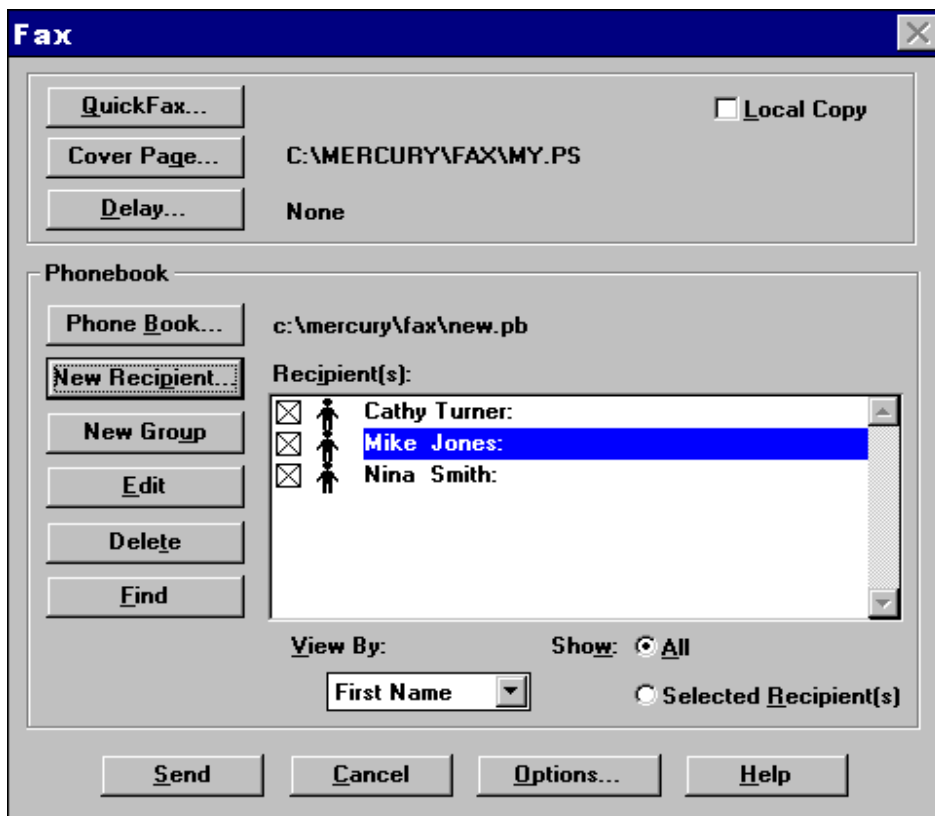 Fax
QuickFax...
Local Copy
Cover Page...
C:\MERCURY\FAX\MY.PS
Delay...
None
Phonebook
Phone Book...
c:\mercury\fax\new.pb
New Recipient...
Recipient(s):
Cathy Turner:
New Group
Mike  Jones:
Nina  Smith:
Edit
Delete
Find
View By:
Show:
All
First Name
Selected Recipient(s)
Send
Cancel
Options...
Help